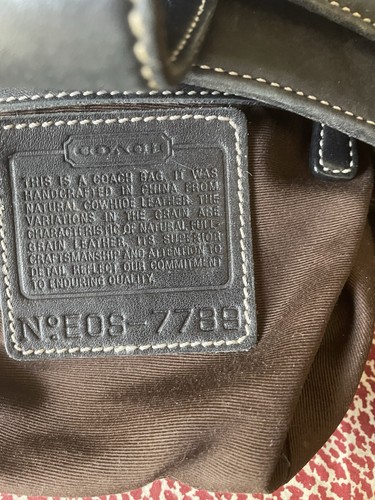 COACH
THIS IS A COACH BAG. IT WAS
HANDCRAFTED IN CHINA FROM
NATURAL COWHIDE LEATHER. THE
VARIATIONS IN THE GRAIN ARE
CHARACTERISTIC OF NATURAL FULL-
GRAIN LEATHER. ITS SUPERIOR
CRAFTSMANSHIP AND ATTENTION TO
DETAIL REFLECT OUR COMMITMENT
TO ENDURING QUALITY.
No:EOS-7789